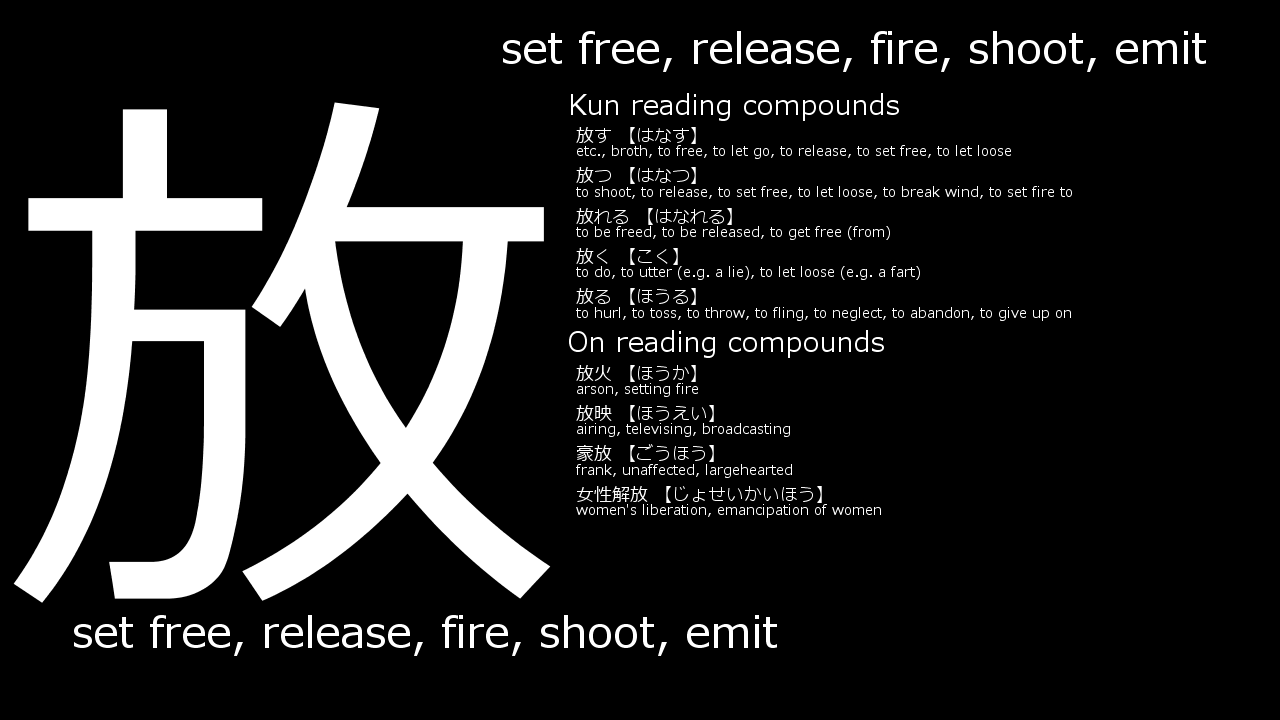 set free, release, fire, shoot, emit
放
Kun reading compounds
放す 【はなす】
etc., broth, to free, to let go, to release, to set free, to let loose
放つ 【はなつ】
to shoot, to release, to set free, to let loose, to break wind, to set fire to
放れる 【はなれる】
to be freed, to be released, to get free (from)
放く 【こく】
to do, to utter (e.g. a lie), to let loose (e.g. a fart)
放る 【ほうる】
to hurl, to toss, to throw, to fling, to neglect, to abandon, to give up on
On reading compounds
放火 【ほうか】
arson, setting fire
放映 【ほうえい】
airing, televising, broadcasting
豪放 【ごうほう】
frank, unaffected, largehearted
女性解放 【じょせいかいほう】
women's liberation, emancipation of women
set free, release, fire, shoot, emit